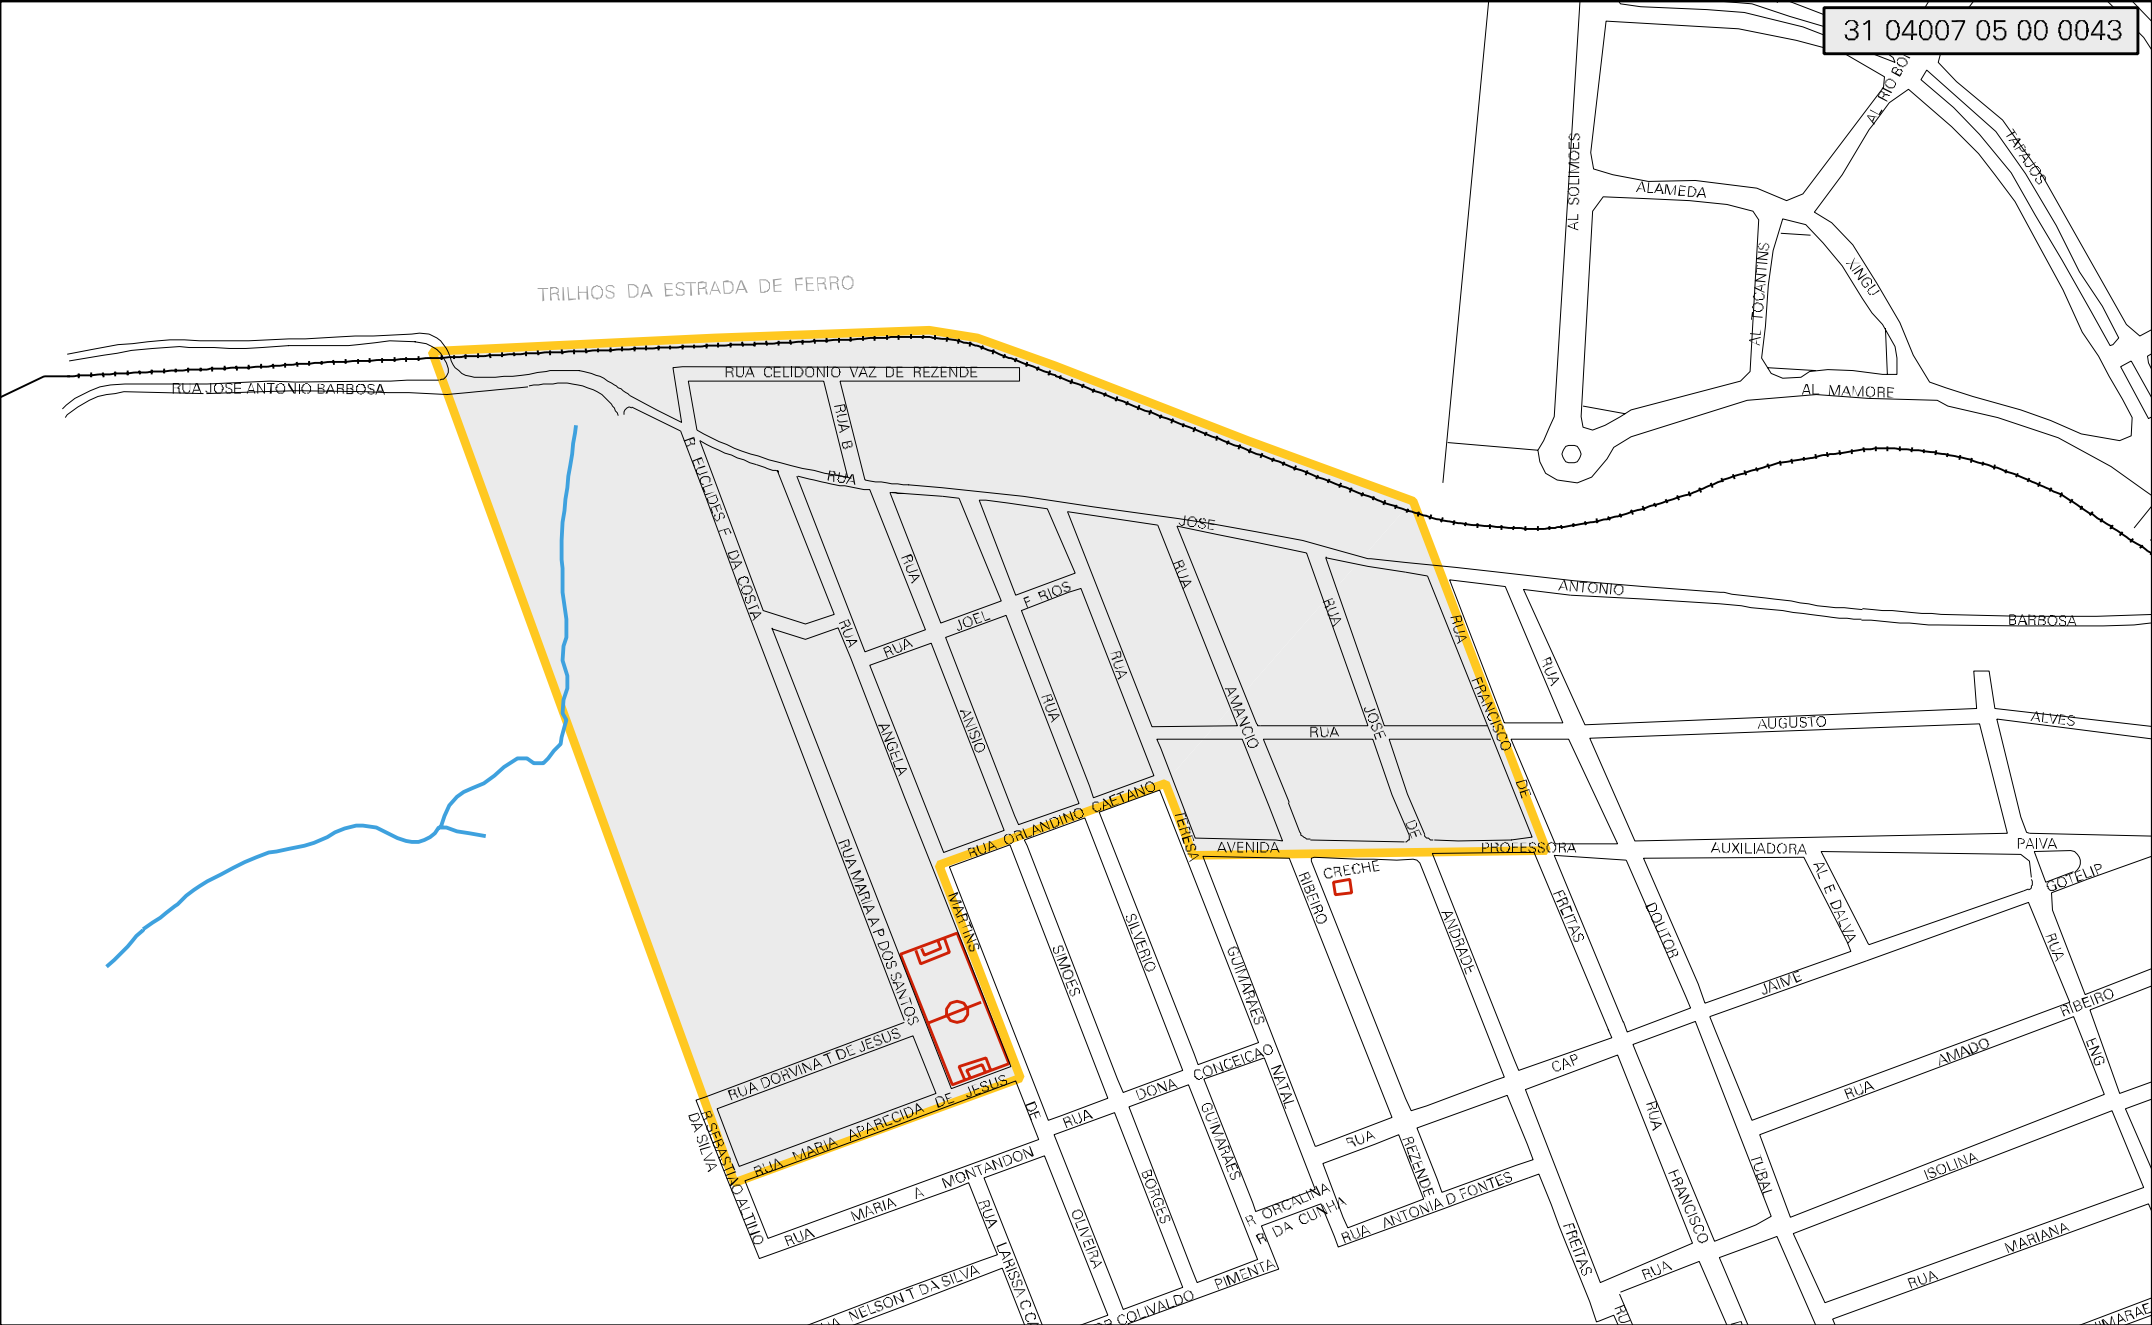 31 04007 05 00 0043
AL RIO
TAPAJOS
AL SOLIMOES
ALAMEDA
AL TOCANTINS
XINGU
AL MAMORE
TRILHOS DA ESTRADA DE FERRO
RUA JOSE ANTONIO BARBOSA
RUA CELIDONIO VAZ DE REZENDE
RUA B
R EUCLIDES F DA COSTA
RUA JOSE ANTONIO BARBOSA
RUA ANGELA MARTINS DE OLIVEIRA
RUA ANISIO SIMOES BORGES
RUA JOEL F RIOS
RUA SILVERIO GUIMARAES
RUA TERESA GUIMARAES NATAL
RUA AMANCIO RIBEIRO REZENDE
RUA JOSE DE ANDRADE FREITAS
RUA FRANCISCO DE FREITAS
RUA DOUTOR TUBAL
RUA AUGUSTO ALVES
RUA ORLANDINO CAETANO
AVENIDA PROFESSORA AUXILIADORA PAIVA
CRECHE
GOTELIP
AL E DALVA
RUA MARIA A P DOS SANTOS
RUA ENG
RUA DORVINA T DE JESUS
RUA MARIA APARECIDA DE JESUS
R SEBASTIAO ALTINO
DA SILVA
RUA DONA CONCEICAO
RUA CAP JAIME RIBEIRO
RUA AMADO
RUA FRANCISCO
RUA MARIA A MONTANDON
ISOLINA
R ORCALINA
R DA CUNHA
RUA ANTONIA D FONTES
RUA MARIANA
RUA
RUA LARISSA C
NELSON T DA SILVA
COLIVALDO PIMENTA